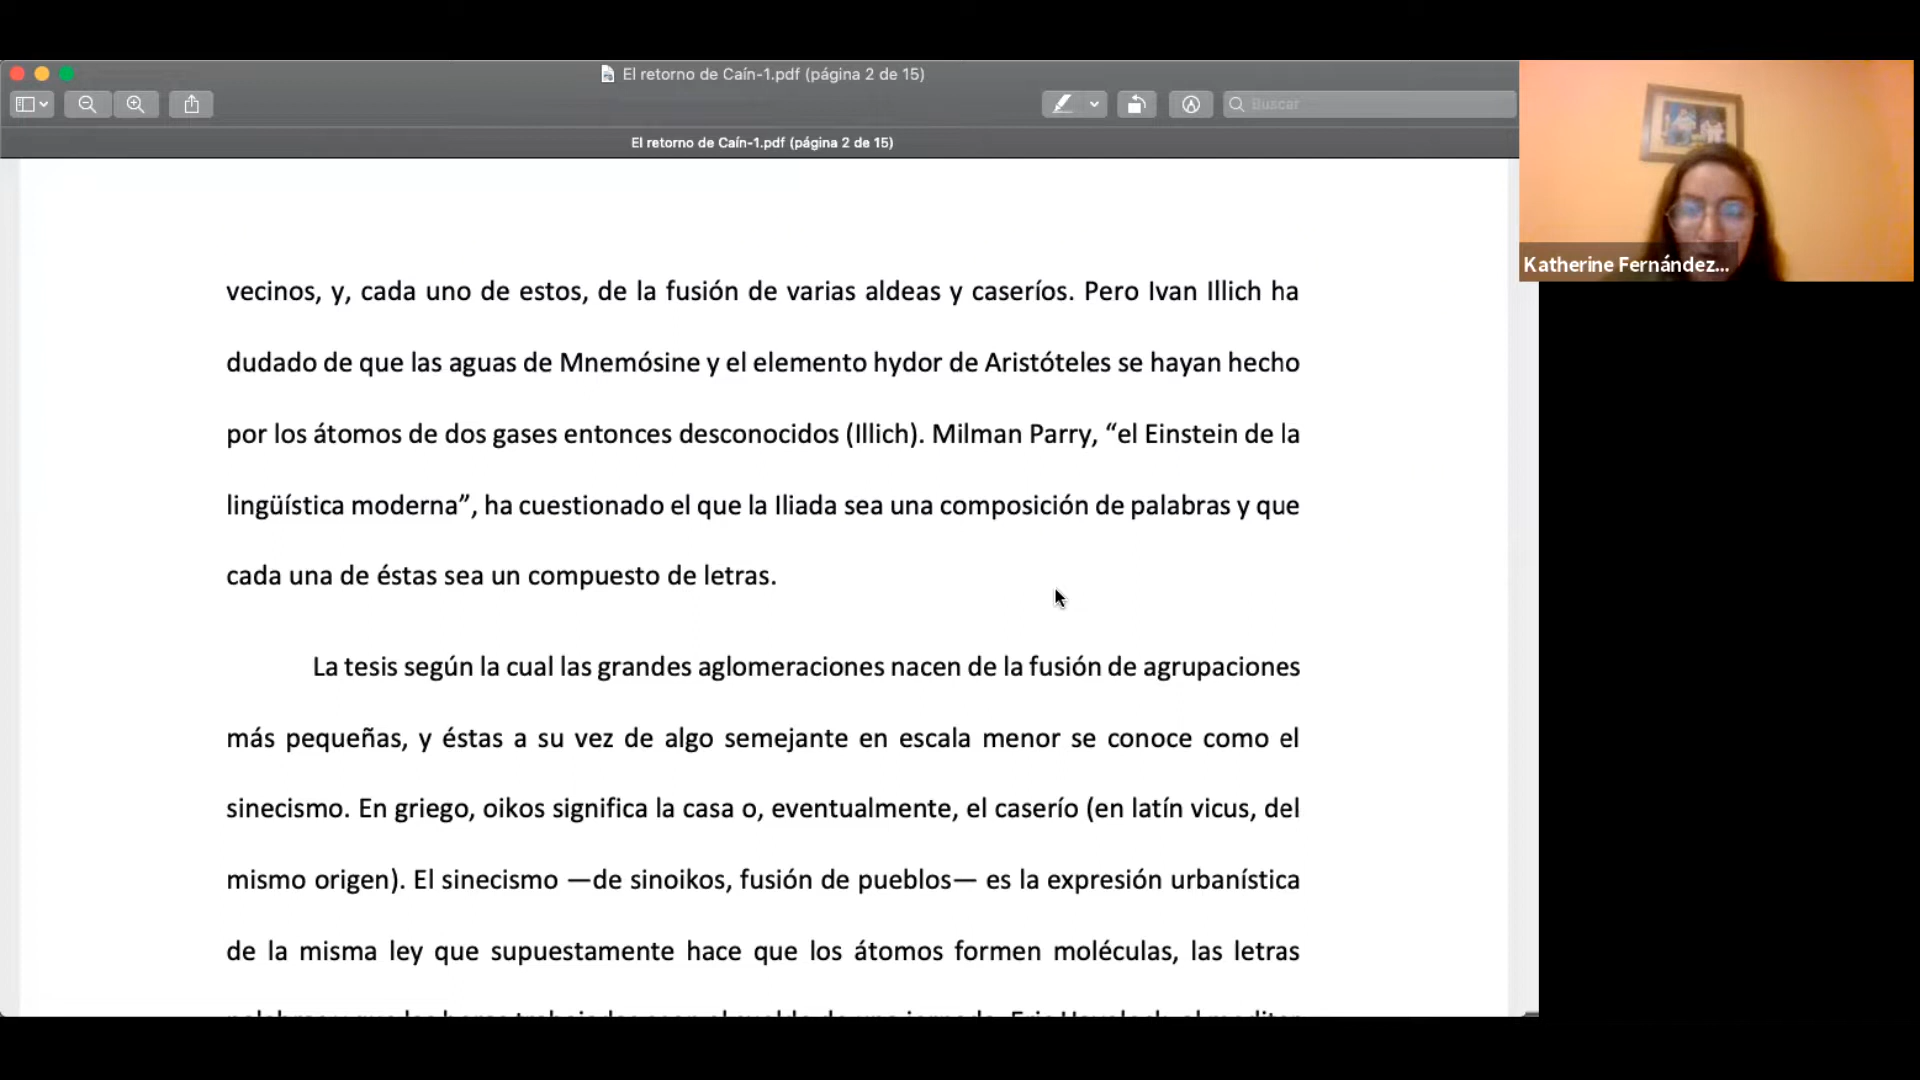 El retorno de Caín-1.pdf (página 2 de 15)
Buscar
El retorno de Caín-1.pdf (página 2 de 15)
Katherine Fernández...
vecinos, y, cada uno de estos, de la fusión de varias aldeas y caseríos. Pero Ivan Illich ha
dudado de que las aguas de Mnemósine y el elemento hydor de Aristóteles se hayan hecho
por los átomos de dos gases entonces desconocidos (Illich). Milman Parry, “el Einstein de la
lingüística moderna”, ha cuestionado el que la Iliada sea una composición de palabras y que
cada una de éstas sea un compuesto de letras.
La tesis según la cual las grandes aglomeraciones nacen de la fusión de agrupaciones
más pequeñas, y éstas a su vez de algo semejante en escala menor se conoce como el
sinecismo. En griego, oikos significa la casa o, eventualmente, el caserío (en latín vicus, del
mismo origen). El sinecismo —de sinoikos, fusión de pueblos— es la expresión urbanística
de la misma ley que supuestamente hace que los átomos formen moléculas, las letras